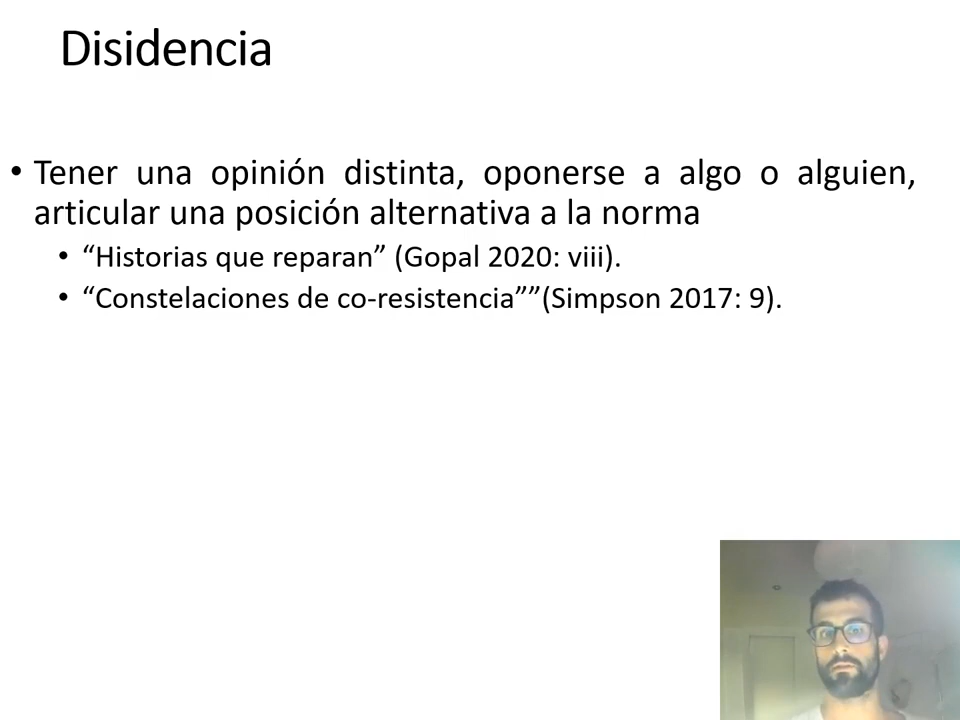 Disidencia
• Tener una opinión distinta, oponerse a algo o alguien,
articular una posición alternativa a la norma
• “Historias que reparan” (Gopal 2020: viii).
• “Constelaciones de co-resistencia””(Simpson 2017: 9).